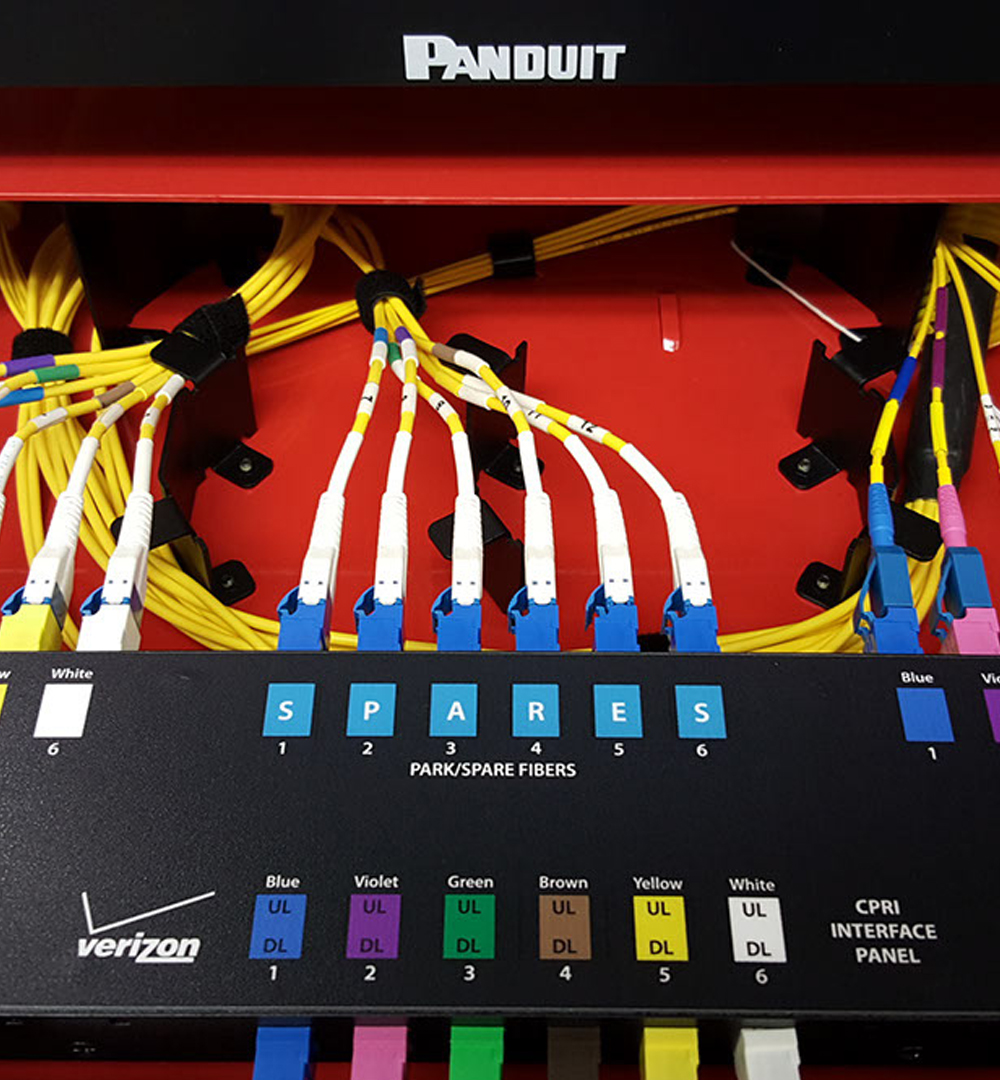 PANDUIT
White
6
S P A R E S
1 2 3 4 5 6
PARK/SPARE FIBERS
Blue
1
Blue Violet Green Brown Yellow White
UL UL UL UL UL UL
DL DL DL DL DL DL
1 2 3 4 5 6
verizon
CPRI
INTERFACE
PANEL